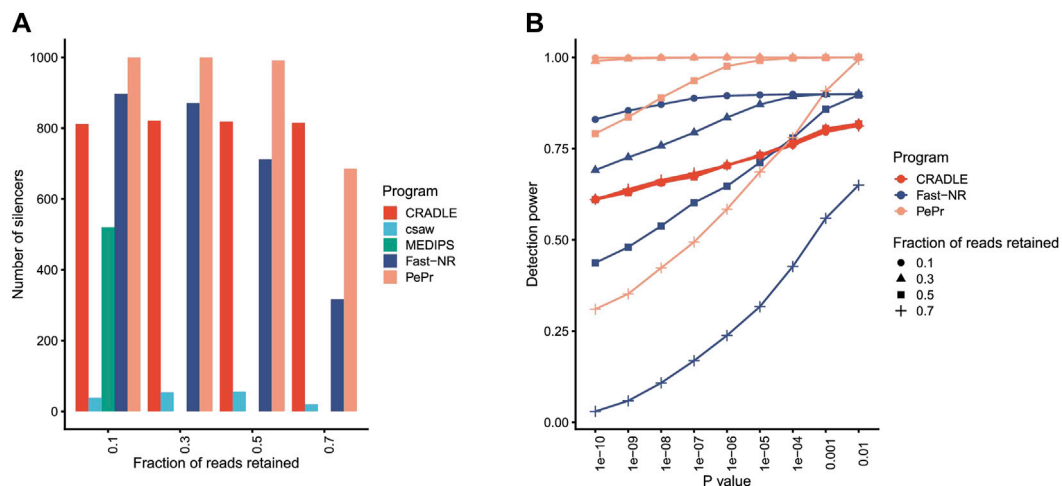 A
Number of silencers
1000
800
600
400
200
0
0.1
0.3
0.5
0.7
Fraction of reads retained
Program
CRADLE
csaw
MEDIPS
Fast-NR
PePr
B
Detection power
1.00
0.75
0.50
0.25
0.00
1e-10
1e-09
1e-08
1e-07
1e-06
1e-05
1e-04
0.001
0.01
P value
Program
CRADLE
Fast-NR
PePr
Fraction of reads retained
0.1
0.3
0.5
0.7